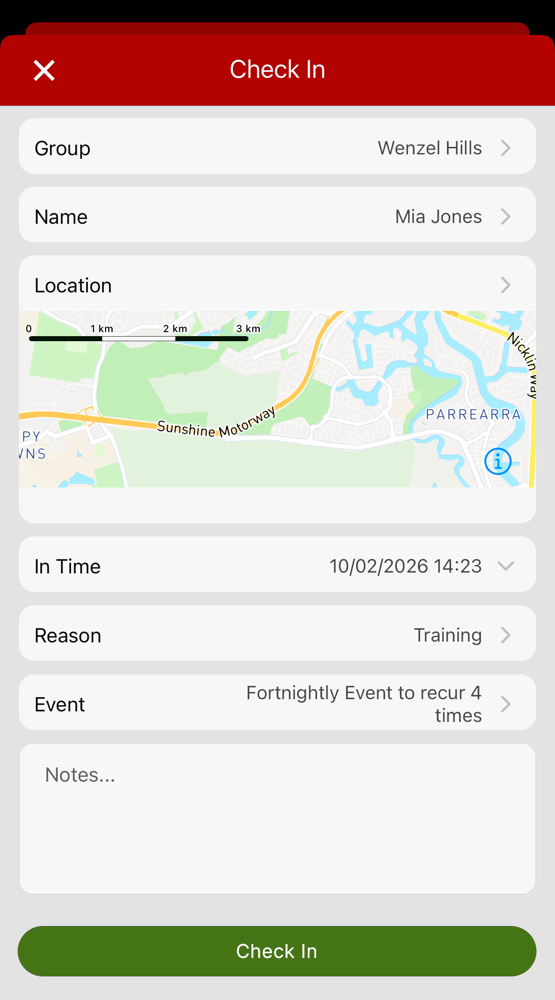 Check In
Group
Wenzel Hills
Name
Mia Jones
Location
0 1 km 2 km 3 km
Nicklin Way
Sunshine Motorway
PARREARRA
PY
WNS
In Time
10/02/2026 14:23
Reason
Training
Event
Fortnightly Event to recur 4
times
Notes...
Check In